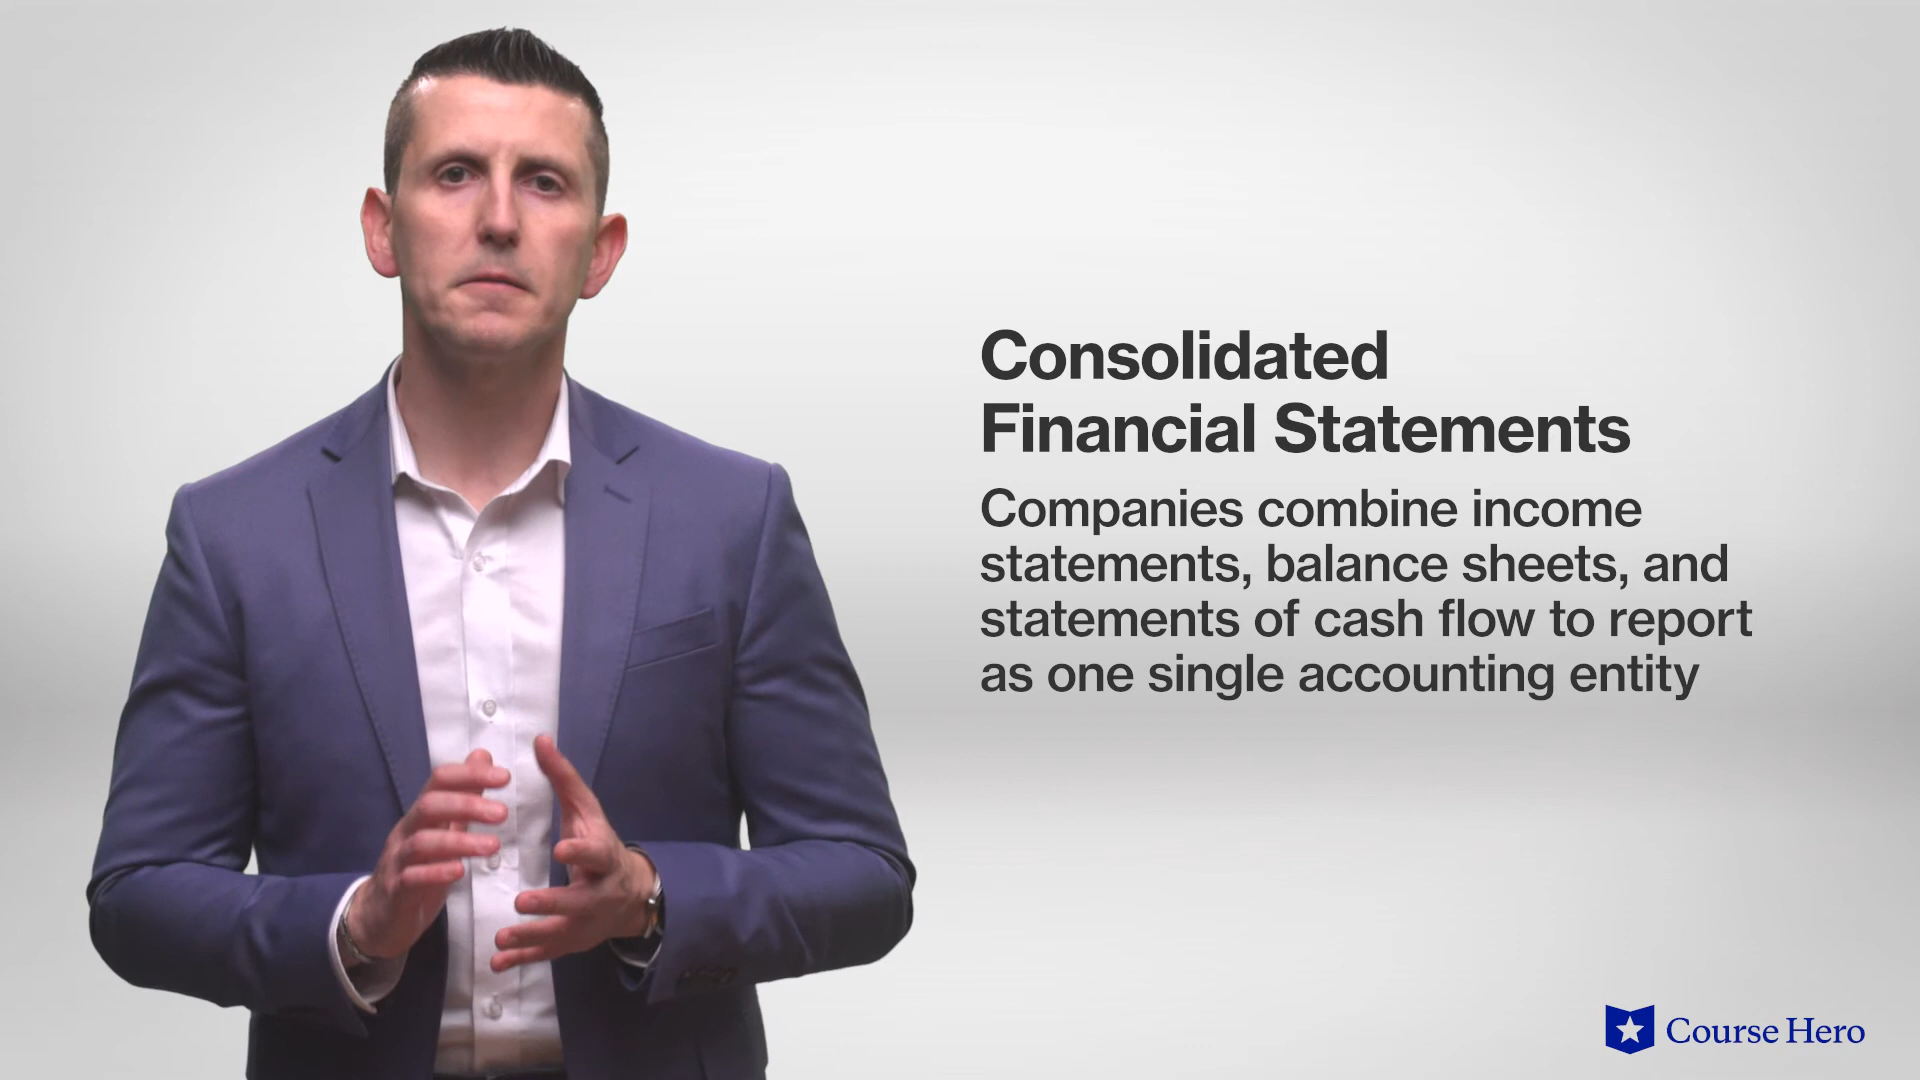 Consolidated
Financial Statements
Companies combine income
statements, balance sheets, and
statements of cash flow to report
as one single accounting entity
Course Hero